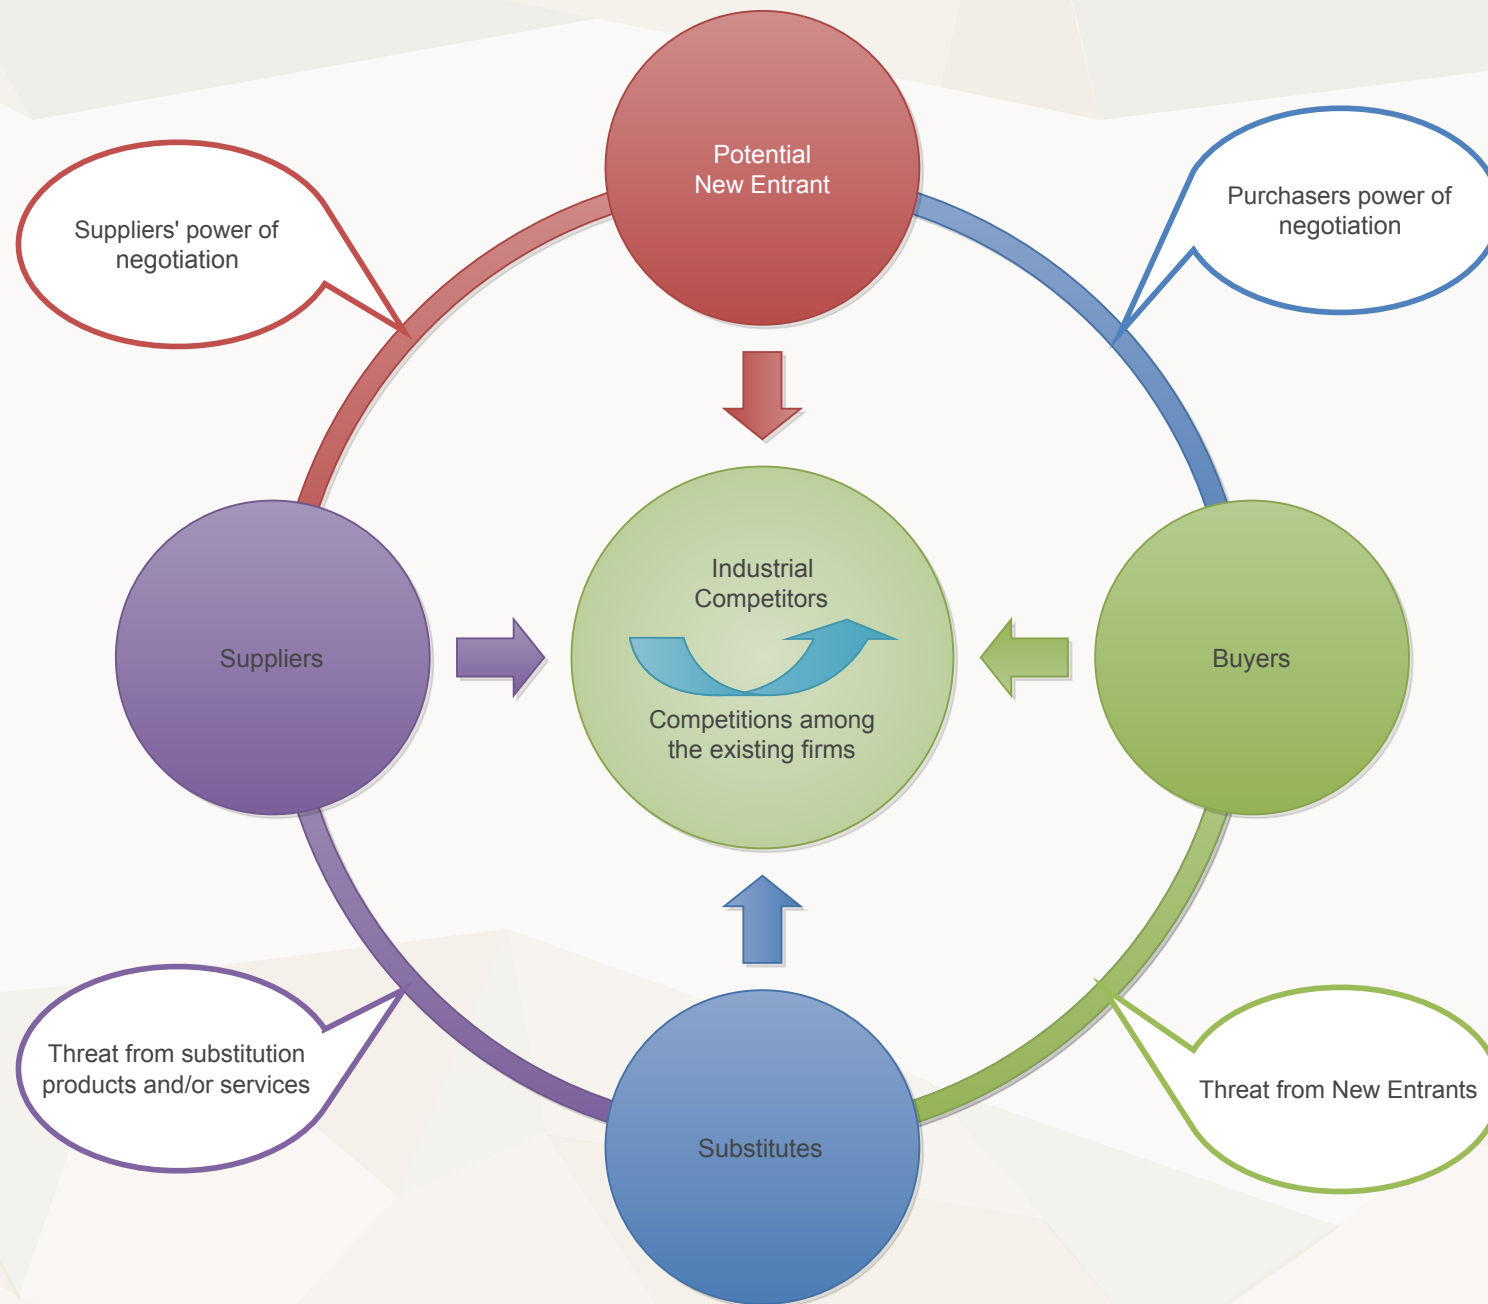 Potential
New Entrant
Suppliers' power of
negotiation
Purchasers power of
negotiation
Industrial
Competitors
Suppliers
Buyers
Competitions among
the existing firms
Threat from substitution
products and/or services
Threat from New Entrants
Substitutes